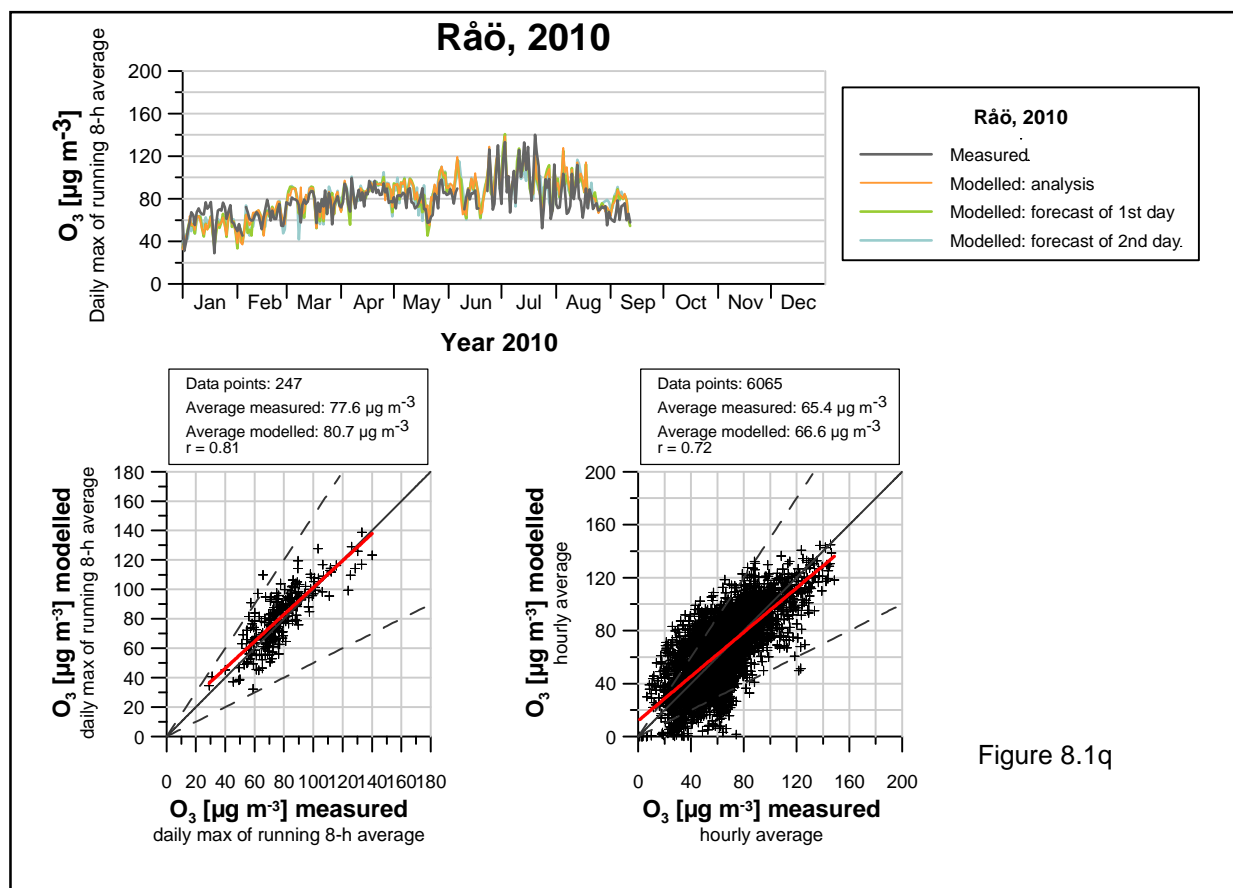 Råö, 2010
O3 [µg m-3]
Daily max of running 8-h average
200
160
120
80
40
0
Jan Feb Mar Apr May Jun Jul Aug Sep Oct Nov Dec
Year 2010
Råö, 2010
.
Measured.
Modelled: analysis
Modelled: forecast of 1st day
Modelled: forecast of 2nd day.
Data points: 247
Average measured: 77.6 µg m-3
Average modelled: 80.7 µg m-3
r = 0.81
O3 [µg m-3] modelled
daily max of running 8-h average
180
160
140
120
100
80
60
40
20
0
0 20 40 60 80 100 120 140 160 180
O3 [µg m-3] measured
daily max of running 8-h average
Data points: 6065
Average measured: 65.4 µg m-3
Average modelled: 66.6 µg m-3
r = 0.72
O3 [µg m-3] modelled
hourly average
200
160
120
80
40
0
0 40 80 120 160 200
O3 [µg m-3] measured
hourly average
Figure 8.1q